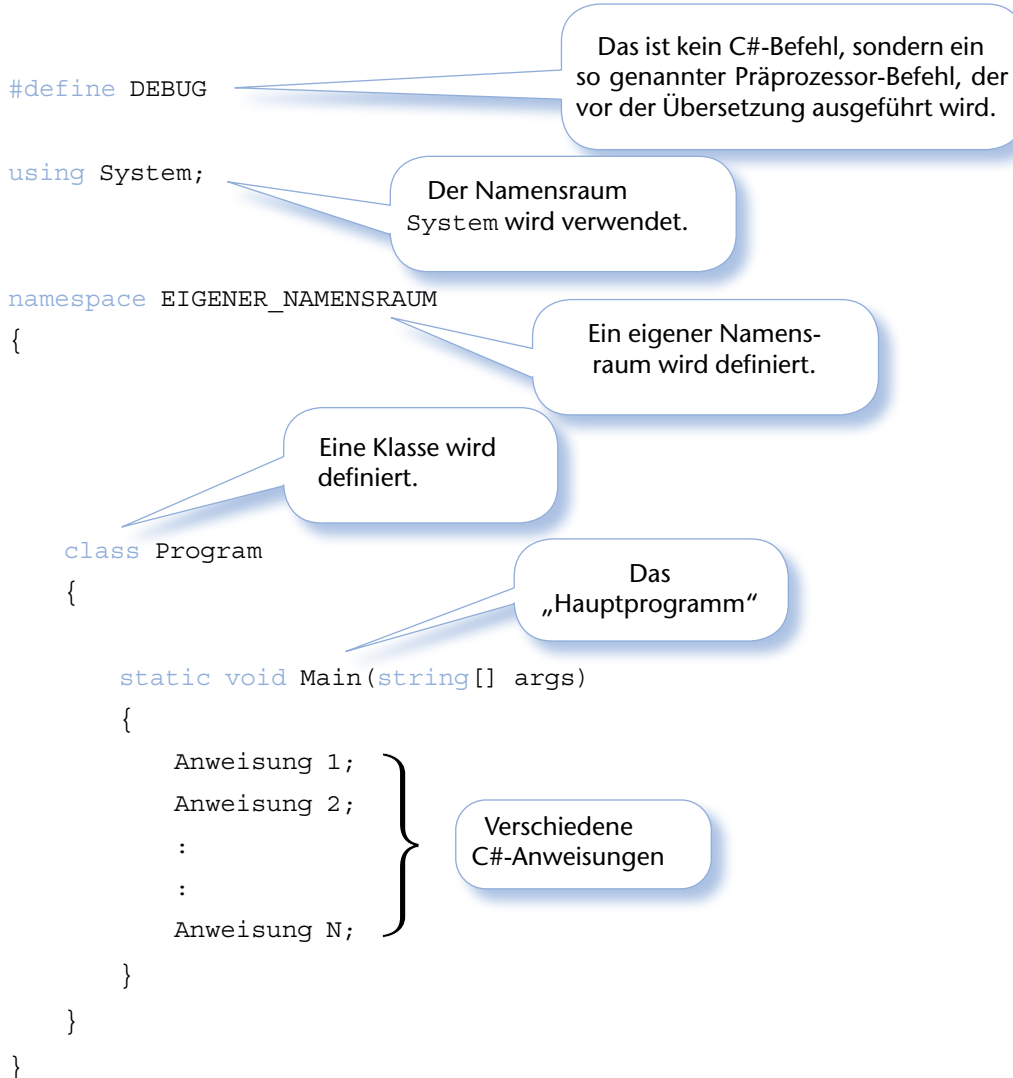 Das ist kein C#-Befehl, sondern ein
so genannter Präprozessor-Befehl, der
vor der Übersetzung ausgeführt wird.
#define DEBUG
using System;
Der Namensraum
System wird verwendet.
namespace EIGENER_NAMENSRAUM
{
Ein eigener Namens-
raum wird definiert.
Eine Klasse wird
definiert.
class Program
{
Das
„Hauptprogramm“
static void Main(string[] args)
{
Anweisung 1;
Anweisung 2;
:
:
Anweisung N;
Verschiedene
C#-Anweisungen
}
}
}